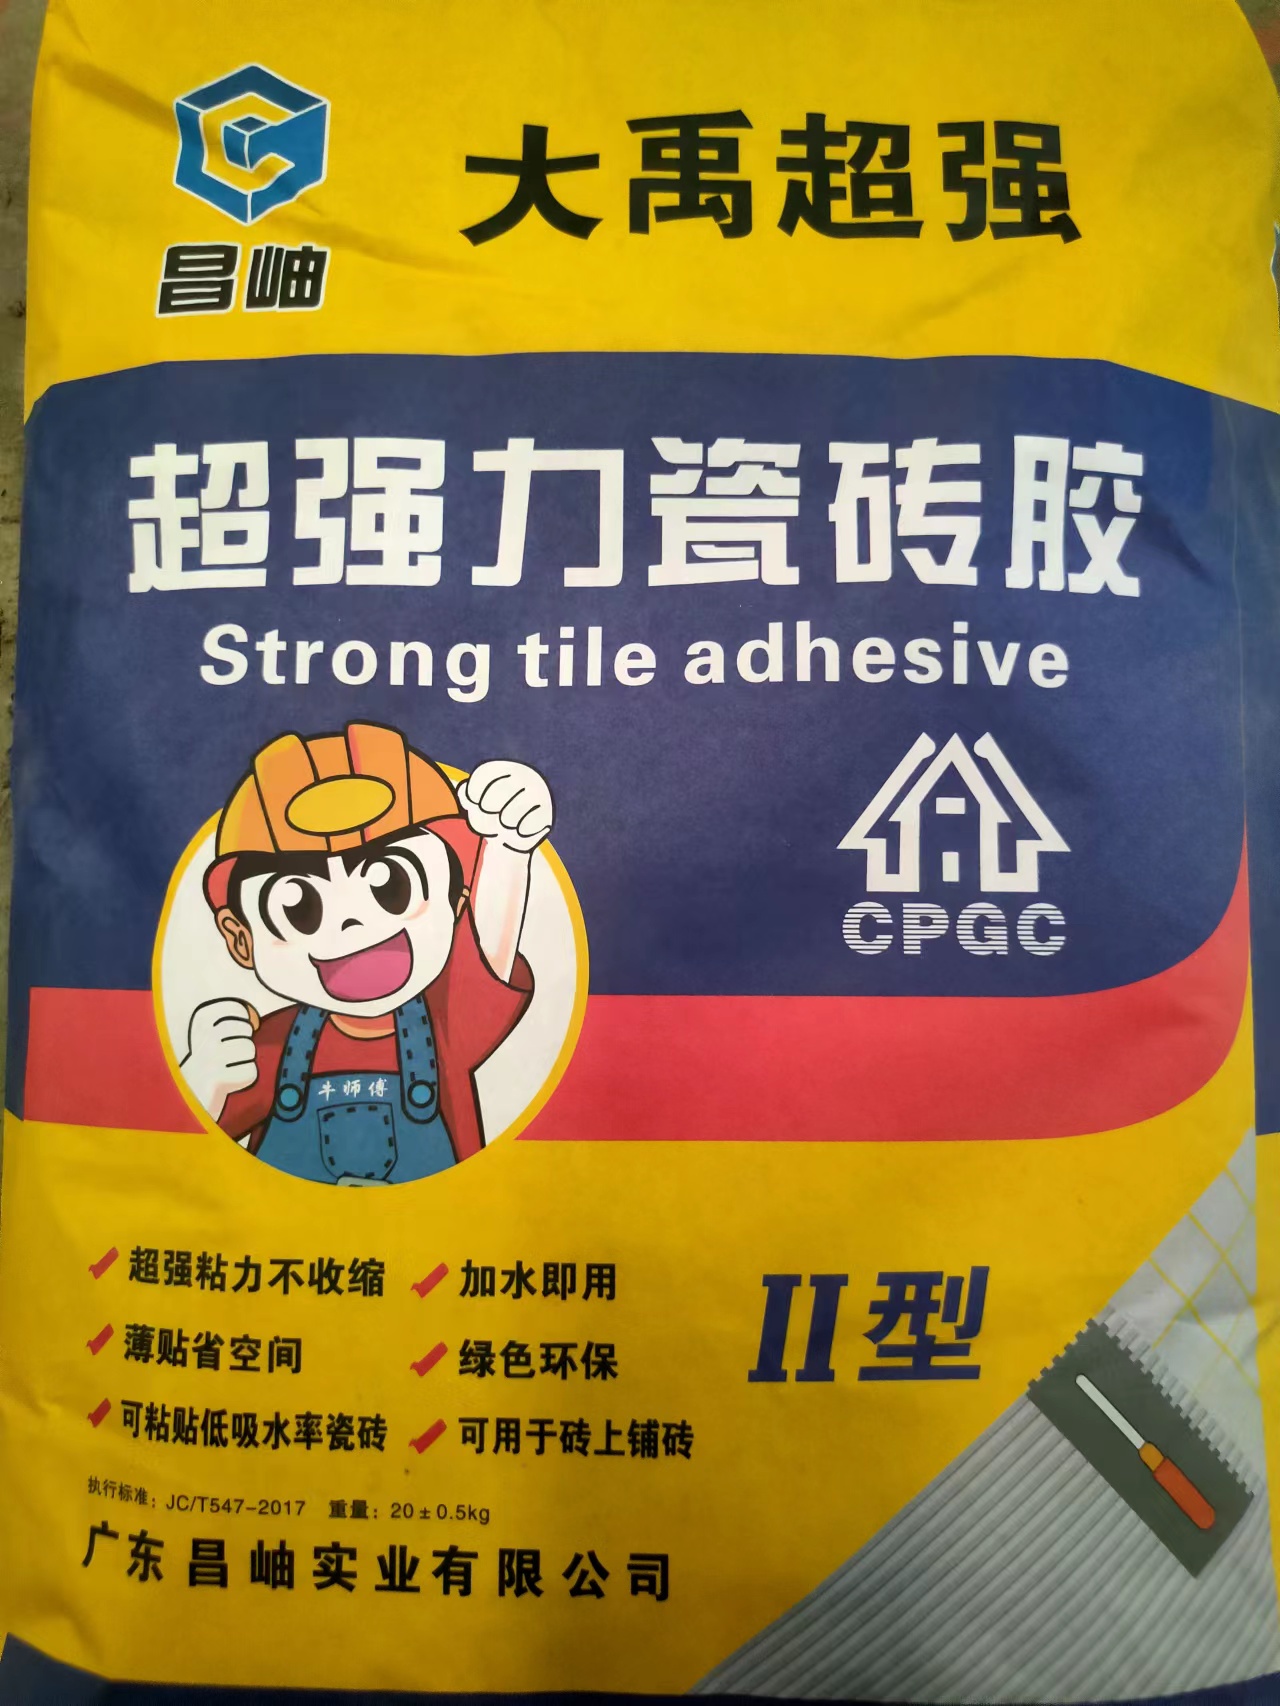 大禹超强
昌岫
超强力瓷砖胶
Strong tile adhesive
CPGC
牛师傅
超强粘力不收缩
加水即用
薄贴省空间
绿色环保
可粘贴低吸水率瓷砖
可用于砖上铺砖
II型
执行标准：JC/T547-2017 重量：20±0.5kg
广东昌岫实业有限公司